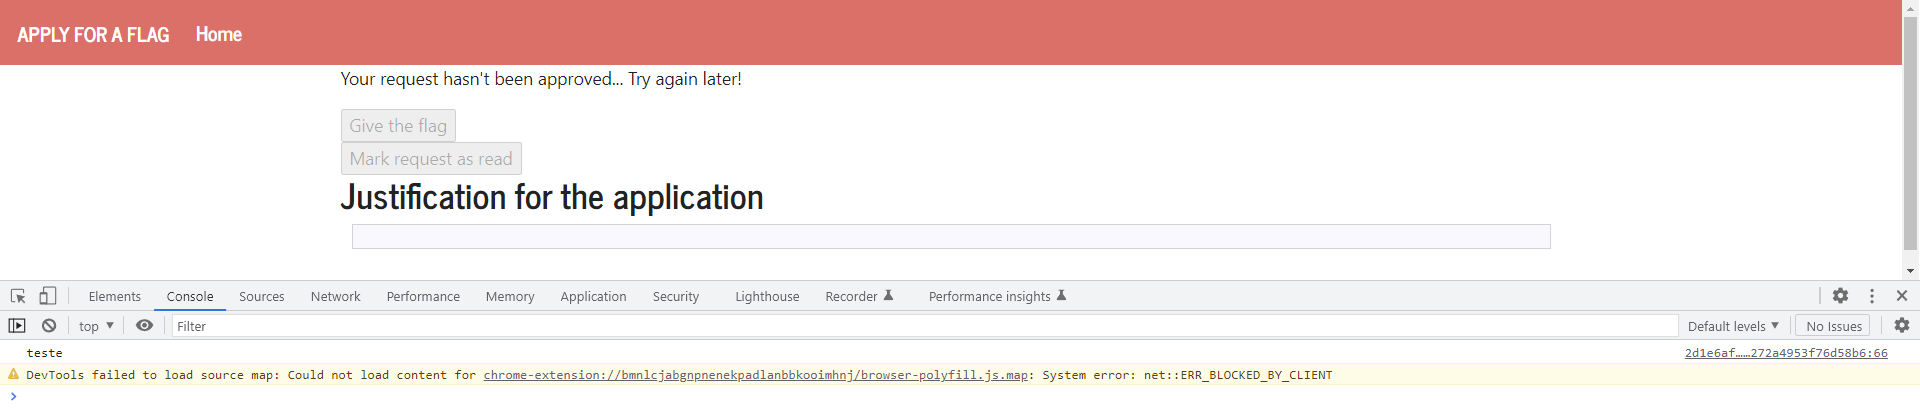 APPLY FOR A FLAG Home
Your request hasn't been approved... Try again later!
Give the flag
Mark request as read
Justification for the application
Elements Console Sources Network Performance Memory Application Security Lighthouse Recorder Performance insights
top Filter Default levels No Issues
teste 2d1e6af……272a4953f76d58b6:66
DevTools failed to load source map: Could not load content for chrome-extension://bmnlcjabgnpnenekpadlanbbkooimhnj/browser-polyfill.js.map: System error: net::ERR_BLOCKED_BY_CLIENT